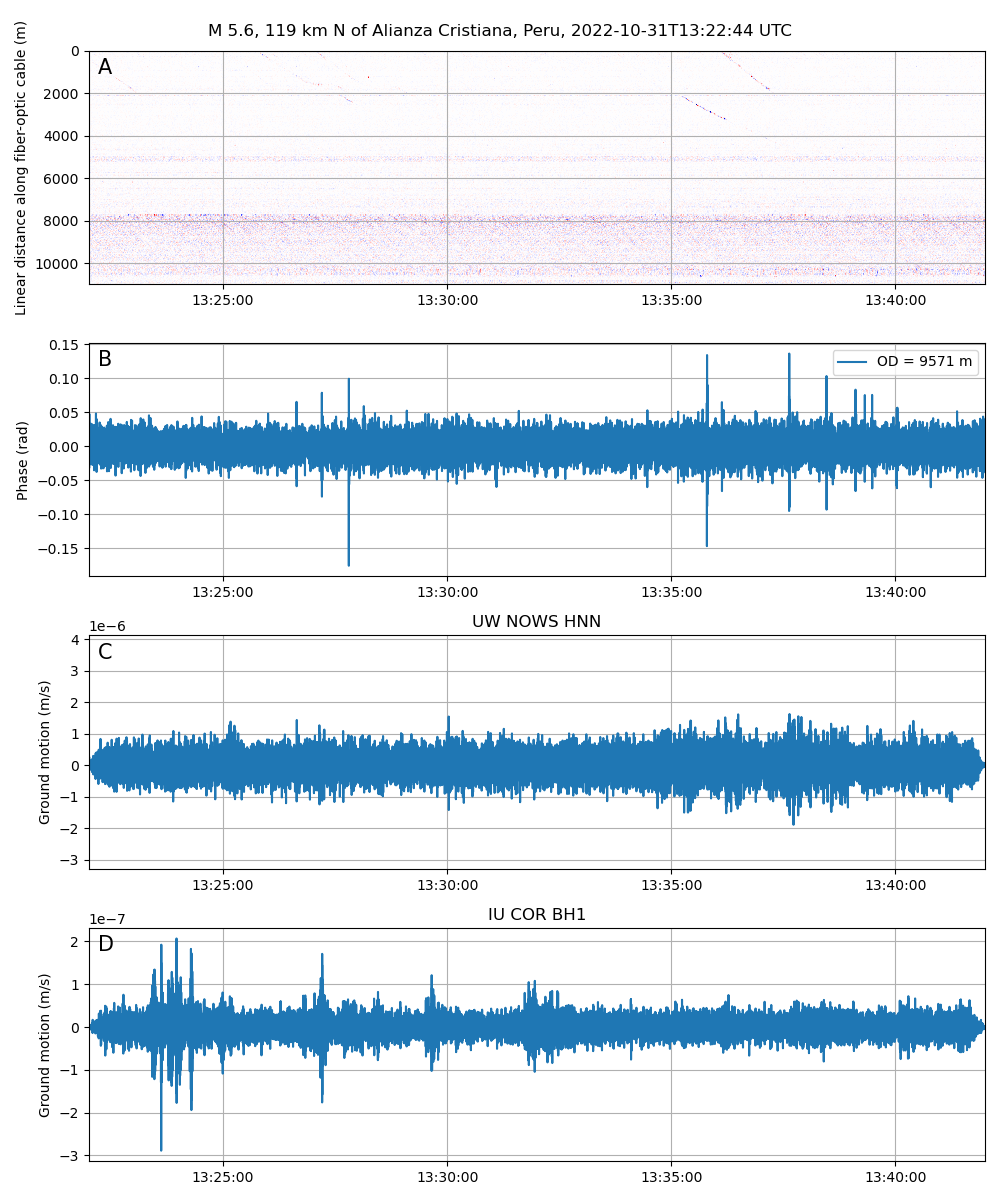 M 5.6, 119 km N of Alianza Cristiana, Peru, 2022-10-31T13:22:44 UTC
A
Linear distance along fiber-optic cable (m)
0
2000
4000
6000
8000
10000
13:25:00 13:30:00 13:35:00 13:40:00
B
OD = 9571 m
Phase (rad)
0.15
0.10
0.05
0.00
−0.05
−0.10
−0.15
13:25:00 13:30:00 13:35:00 13:40:00
UW NOWS HNN
1e−6
C
Ground motion (m/s)
4
3
2
1
0
−1
−2
−3
13:25:00 13:30:00 13:35:00 13:40:00
IU COR BH1
1e−7
D
Ground motion (m/s)
2
1
0
−1
−2
−3
13:25:00 13:30:00 13:35:00 13:40:00